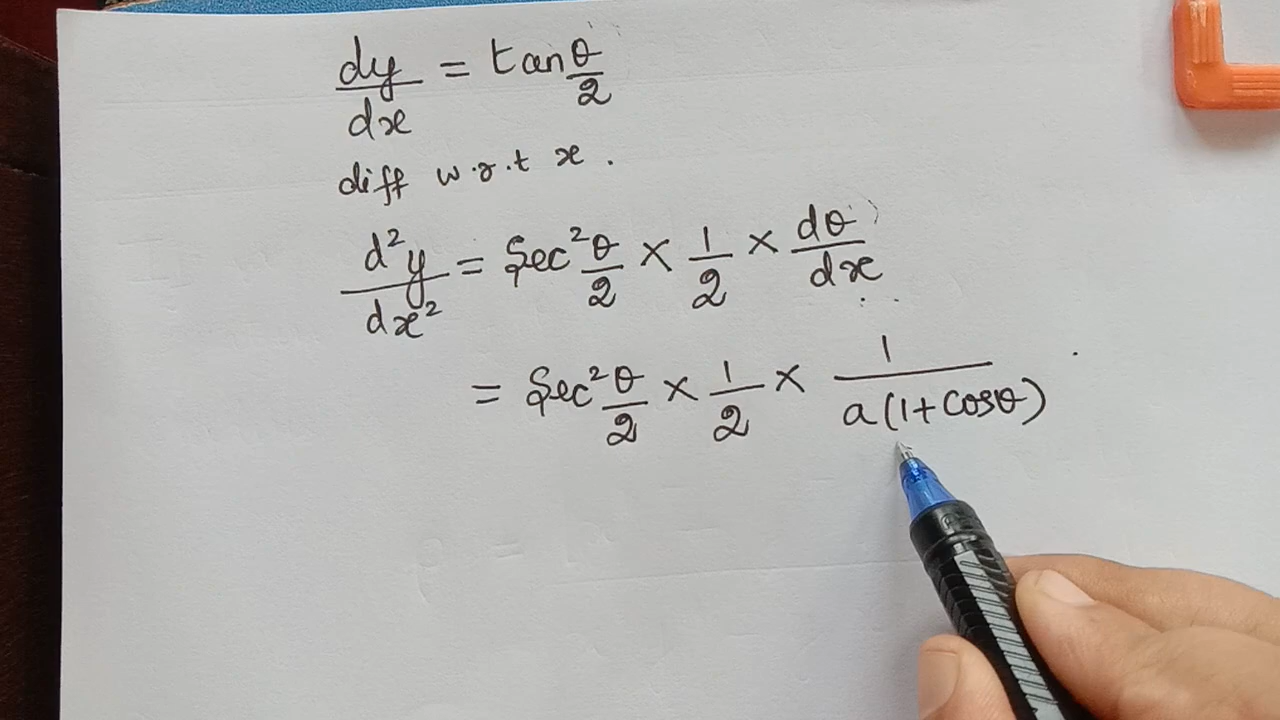 dy/dx = tan θ/2
diff w.r.t x.
d²y/dx² = Sec² θ/2 × 1/2 × dθ/dx
= Sec² θ/2 × 1/2 × 1/a(1+Cosθ)